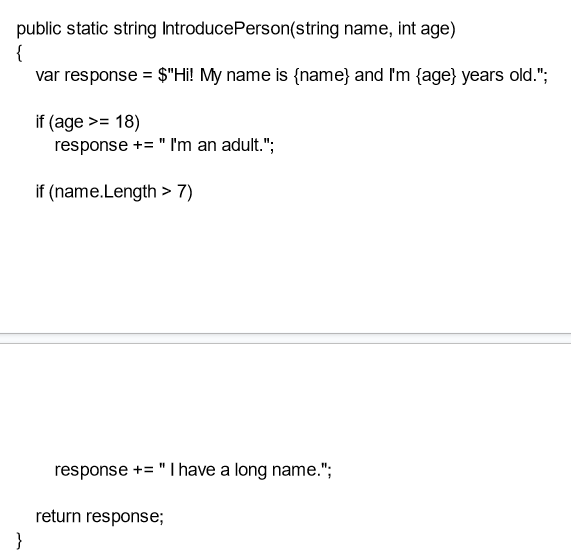 public static string IntroducePerson(string name, int age)
{
var response = $"Hi! My name is {name} and I'm {age} years old.";
if (age >= 18)
response += " I'm an adult.";
if (name.Length > 7)
response += " I have a long name.";
return response;
}